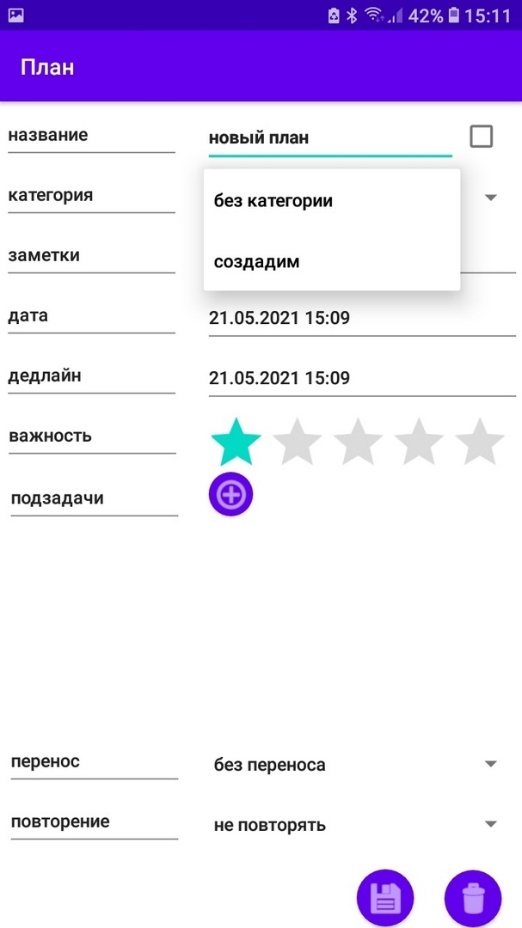 42% 15:11
План
название новый план
категория без категории
заметки создадим
дата 21.05.2021 15:09
дедлайн 21.05.2021 15:09
важность
подзадачи
перенос без переноса
повторение не повторять